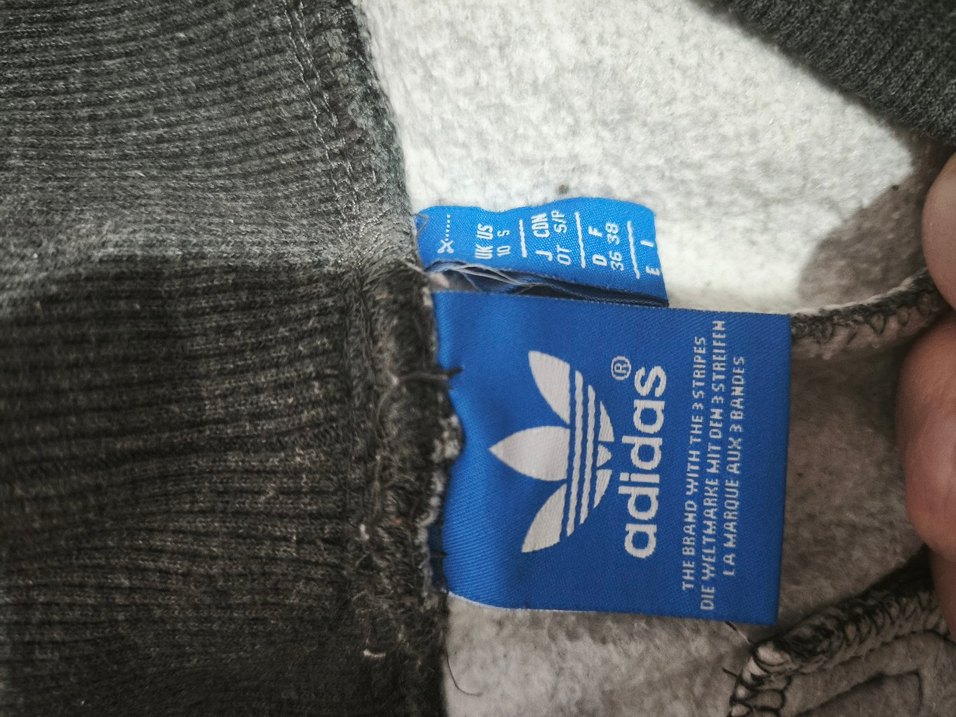 UK US
10 S
J CDN
OT S/P
D F
36 38
E I
adidas®
THE BRAND WITH THE 3 STRIPES
DIE WELTMARKE MIT DEN 3 STREIFEN
LA MARQUE AUX 3 BANDES